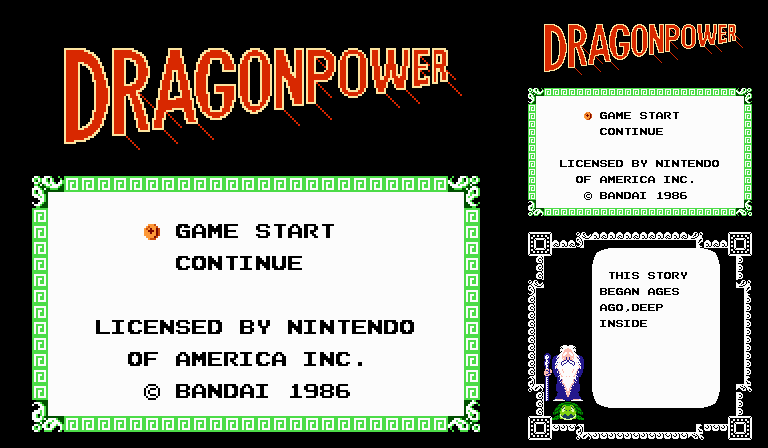 DRAGONPOWER
GAME START
CONTINUE
LICENSED BY NINTENDO
OF AMERICA INC.
© BANDAI 1986
DRAGONPOWER
GAME START
CONTINUE
LICENSED BY NINTENDO
OF AMERICA INC.
© BANDAI 1986
THIS STORY
BEGAN AGES
AGO,DEEP
INSIDE